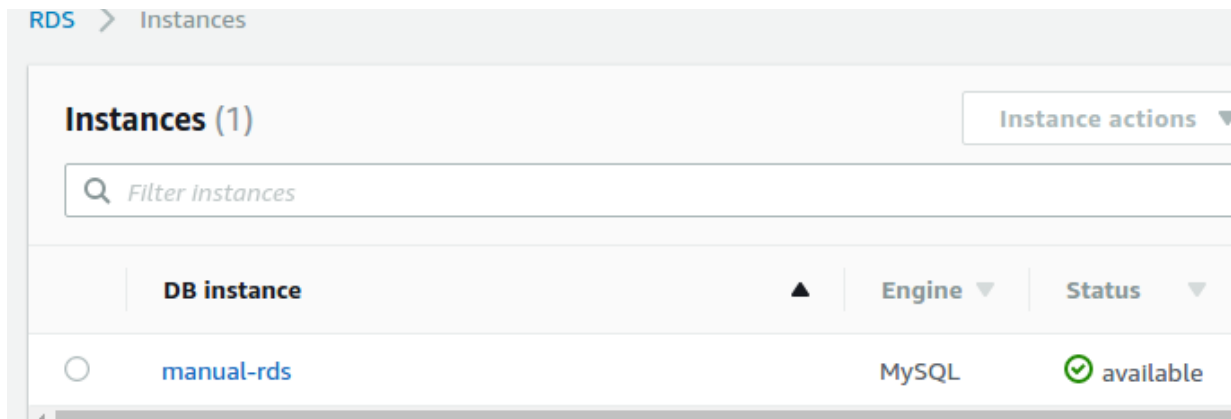 RDS > Instances
Instances (1)
Instance actions
Filter Instances
DB instance Engine Status
manual-rds MySQL available